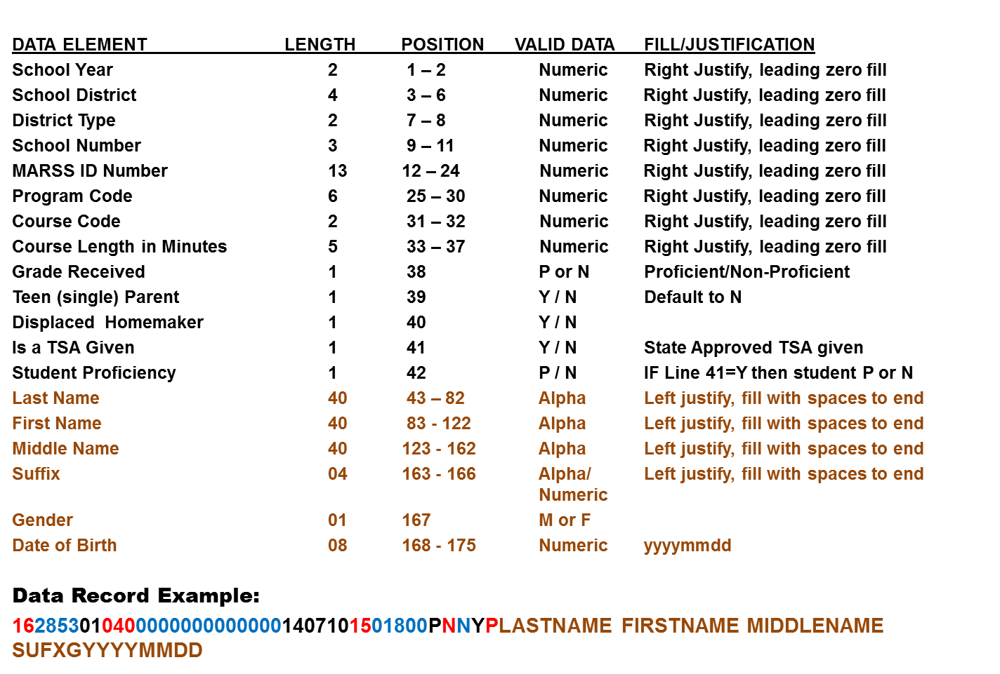 DATA ELEMENT LENGTH POSITION VALID DATA FILL/JUSTIFICATION
School Year 2 1 – 2 Numeric Right Justify, leading zero fill
School District 4 3 – 6 Numeric Right Justify, leading zero fill
District Type 2 7 – 8 Numeric Right Justify, leading zero fill
School Number 3 9 – 11 Numeric Right Justify, leading zero fill
MARSS ID Number 13 12 – 24 Numeric Right Justify, leading zero fill
Program Code 6 25 – 30 Numeric Right Justify, leading zero fill
Course Code 2 31 – 32 Numeric Right Justify, leading zero fill
Course Length in Minutes 5 33 – 37 Numeric Right Justify, leading zero fill
Grade Received 1 38 P or N Proficient/Non-Proficient
Teen (single) Parent 1 39 Y / N Default to N
Displaced Homemaker 1 40 Y / N
Is a TSA Given 1 41 Y / N State Approved TSA given
Student Proficiency 1 42 P / N IF Line 41=Y then student P or N
Last Name 40 43 – 82 Alpha Left justify, fill with spaces to end
First Name 40 83 - 122 Alpha Left justify, fill with spaces to end
Middle Name 40 123 - 162 Alpha Left justify, fill with spaces to end
Suffix 04 163 - 166 Alpha/ Left justify, fill with spaces to end
Numeric
Gender 01 167 M or F
Date of Birth 08 168 - 175 Numeric yyyymmdd
Data Record Example:
1628530104000000000000001407101501800PNNYPLASTNAME FIRSTNAME MIDDLENAME
SUFXGYYYYMMDD